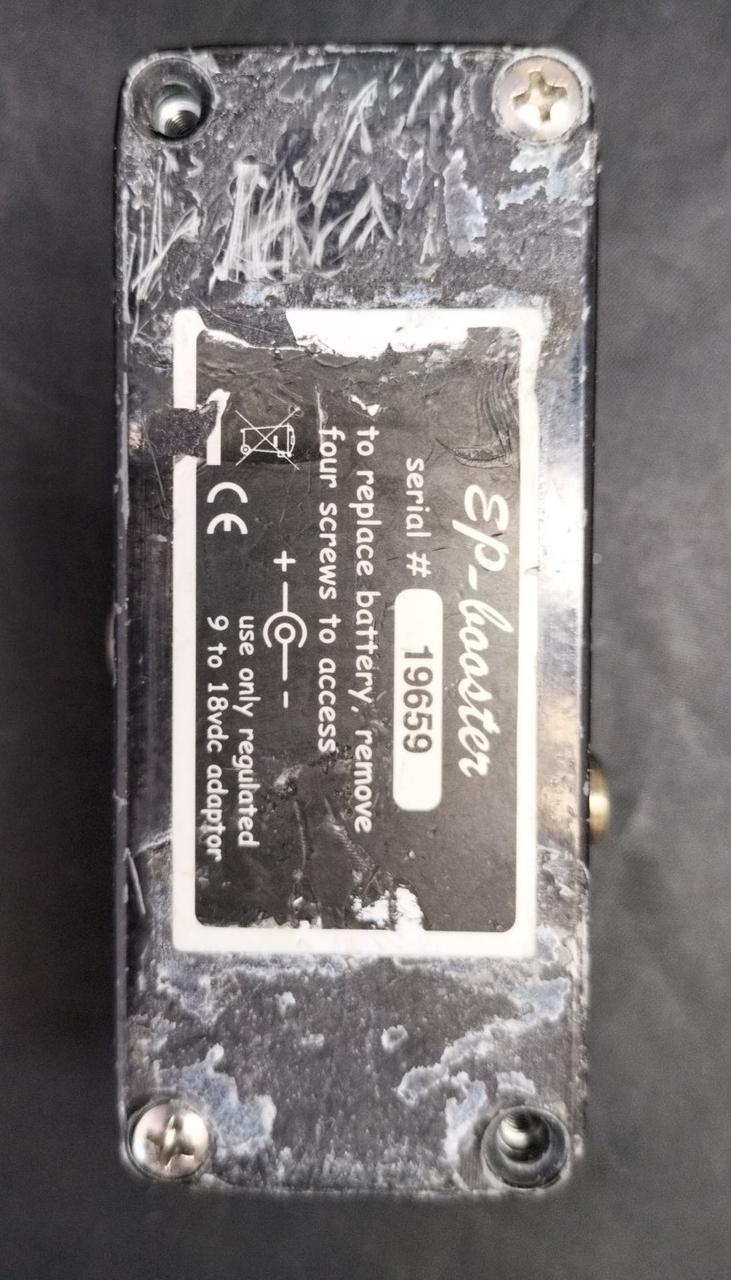 Ep-booster
serial # 19659
to replace battery, remove
four screws to access
+ -
use only regulated
9 to 18vdc adaptor
CE